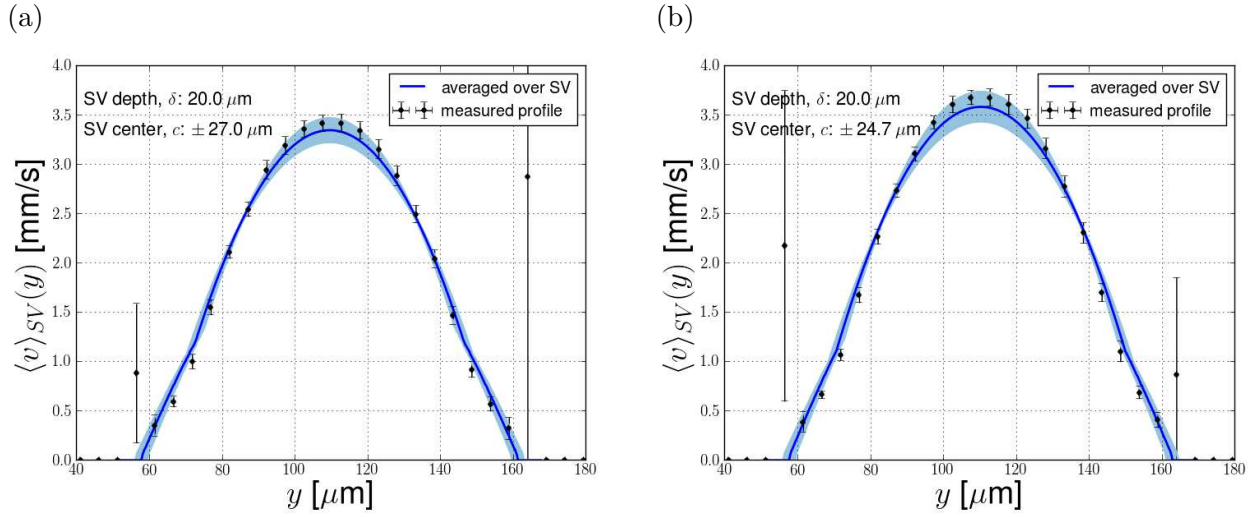 (a)
4.0
3.5
3.0
2.5
2.0
1.5
1.0
0.5
0.0
⟨v⟩SV(y) [mm/s]
SV depth, δ: 20.0 μm
SV center, c: ±27.0 μm
averaged over SV
measured profile
40 60 80 100 120 140 160 180
y [μm]
(b)
4.0
3.5
3.0
2.5
2.0
1.5
1.0
0.5
0.0
⟨v⟩SV(y) [mm/s]
SV depth, δ: 20.0 μm
SV center, c: ±24.7 μm
averaged over SV
measured profile
40 60 80 100 120 140 160 180
y [μm]